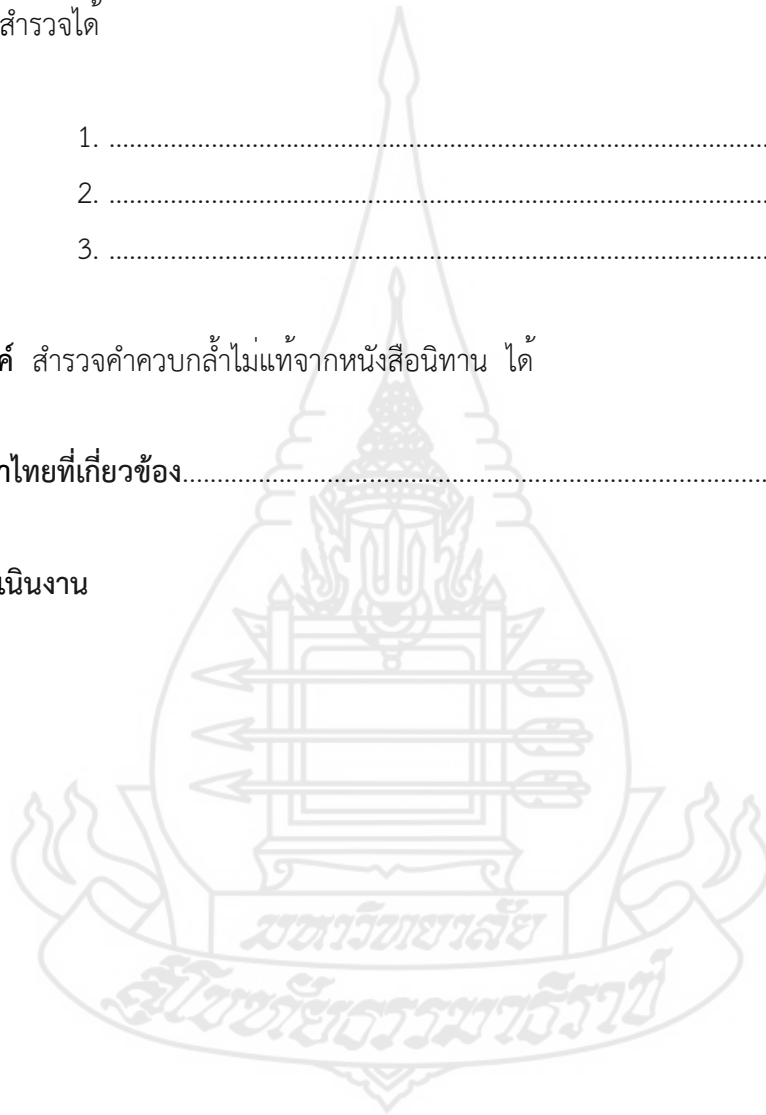 สำรวจได้
1. ................................................................................................
2. ................................................................................................
3. ................................................................................................
ค์ สำรวจคำควบกล้ำไม่แท้จากหนังสือนิทาน ได้
าไทยที่เกี่ยวข้อง.......................................................................................
เนินงาน
มหาวิทยาลัย
สุโขทัยธรรมาธิราช